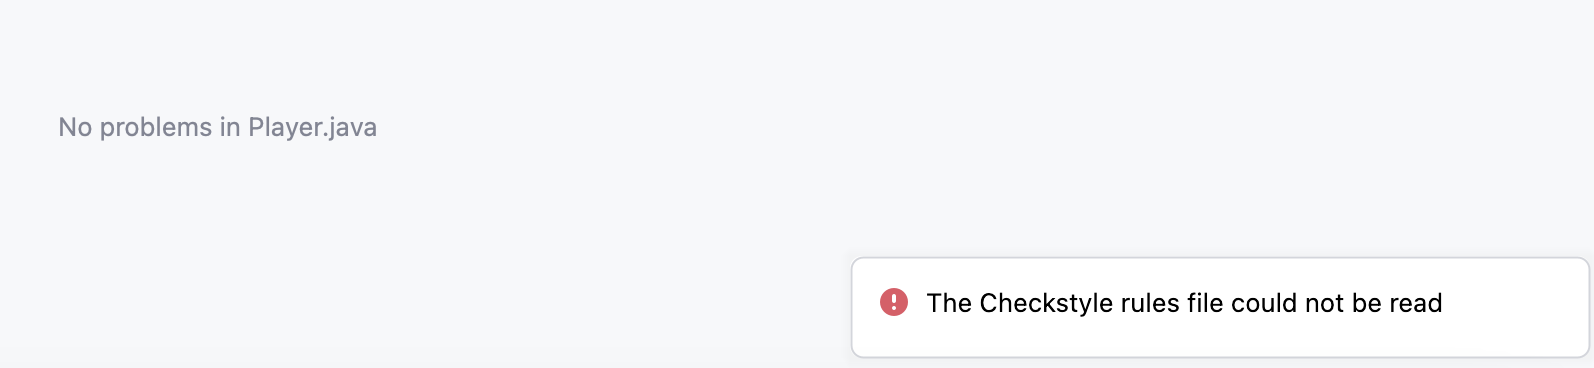 No problems in Player.java
The Checkstyle rules file could not be read